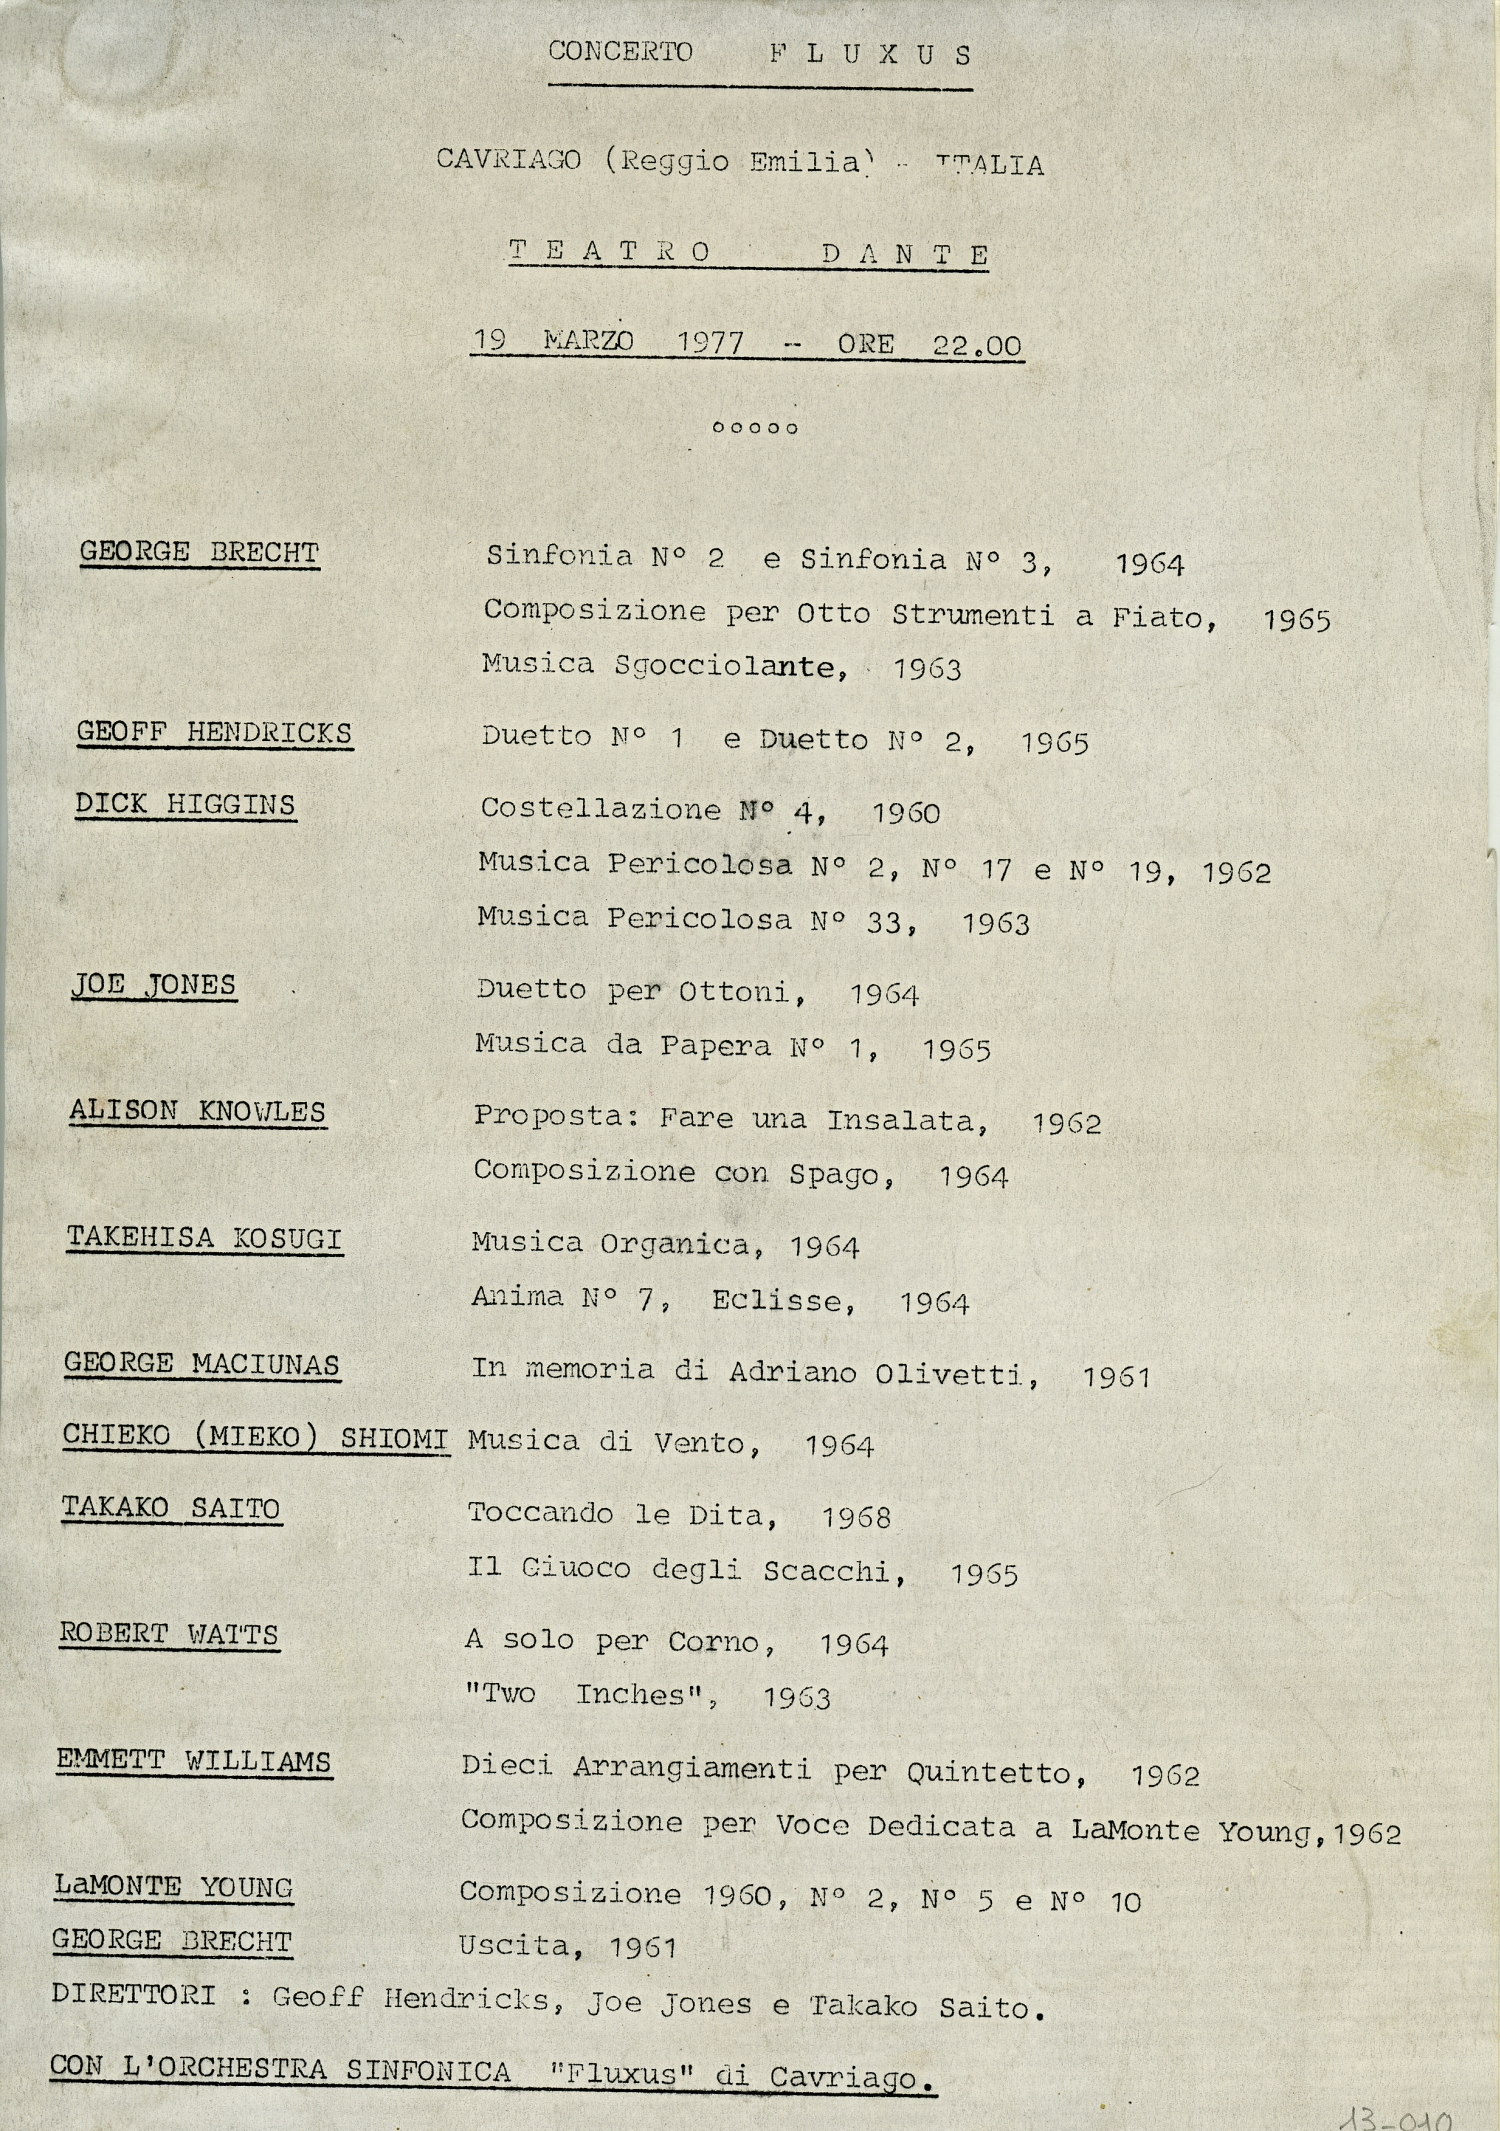 CONCERTO F L U X U S
CAVRIAGO (Reggio Emilia) - ITALIA
T E A T R O D A N T E
19 MARZO 1977 - ORE 22.00
ooooo
GEORGE BRECHT Sinfonia N° 2 e Sinfonia N° 3, 1964
Composizione per Otto Strumenti a Fiato, 1965
Musica Sgocciolante, 1963
GEOFF HENDRICKS Duetto N° 1 e Duetto N° 2, 1965
DICK HIGGINS Costellazione N° 4, 1960
Musica Pericolosa N° 2, N° 17 e N° 19, 1962
Musica Pericolosa N° 33, 1963
JOE JONES Duetto per Ottoni, 1964
Musica da Papera N° 1, 1965
ALISON KNOWLES Proposta: Fare una Insalata, 1962
Composizione con Spago, 1964
TAKEHISA KOSUGI Musica Organica, 1964
Anima N° 7, Eclisse, 1964
GEORGE MACIUNAS In memoria di Adriano Olivetti, 1961
CHIEKO (MIEKO) SHIOMI Musica di Vento, 1964
TAKAKO SAITO Toccando le Dita, 1968
Il Giuoco degli Scacchi, 1965
ROBERT WATTS A solo per Corno, 1964
"Two Inches", 1963
EMMETT WILLIAMS Dieci Arrangiamenti per Quintetto, 1962
Composizione per Voce Dedicata a LaMonte Young, 1962
LaMONTE YOUNG Composizione 1960, N° 2, N° 5 e N° 10
GEORGE BRECHT Uscita, 1961
DIRETTORI : Geoff Hendricks, Joe Jones e Takako Saito.
CON L'ORCHESTRA SINFONICA "Fluxus" di Cavriago.
13-010